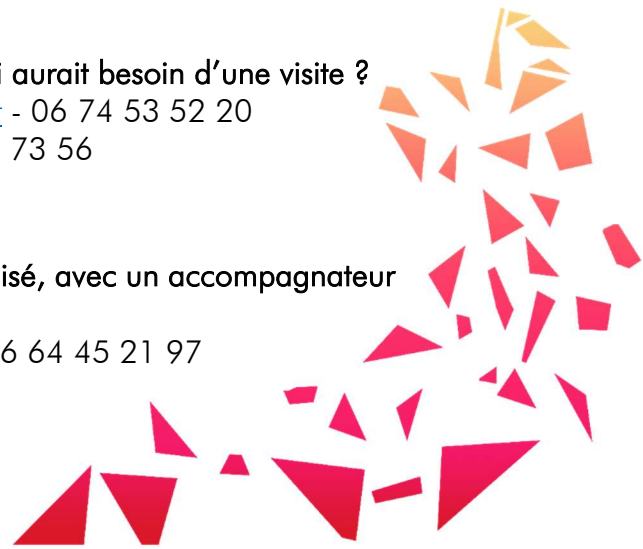 i aurait besoin d’une visite ?
- 06 74 53 52 20
73 56
isé, avec un accompagnateur
6 64 45 21 97